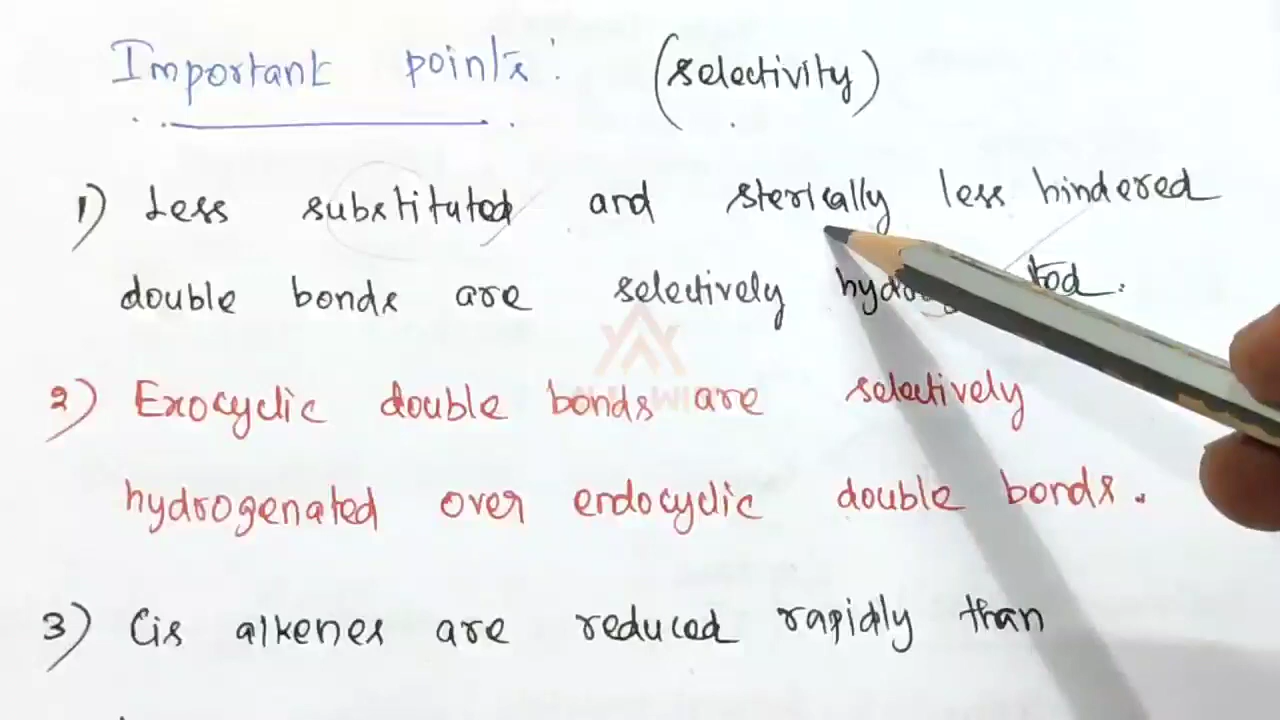 Important points: (selectivity)
1) Less substituted and sterically less hindered
double bonds are selectively
2) Exocyclic double bonds are selectively
hydrogenated over endocyclic double bonds.
3) Cis alkenes are reduced rapidly than